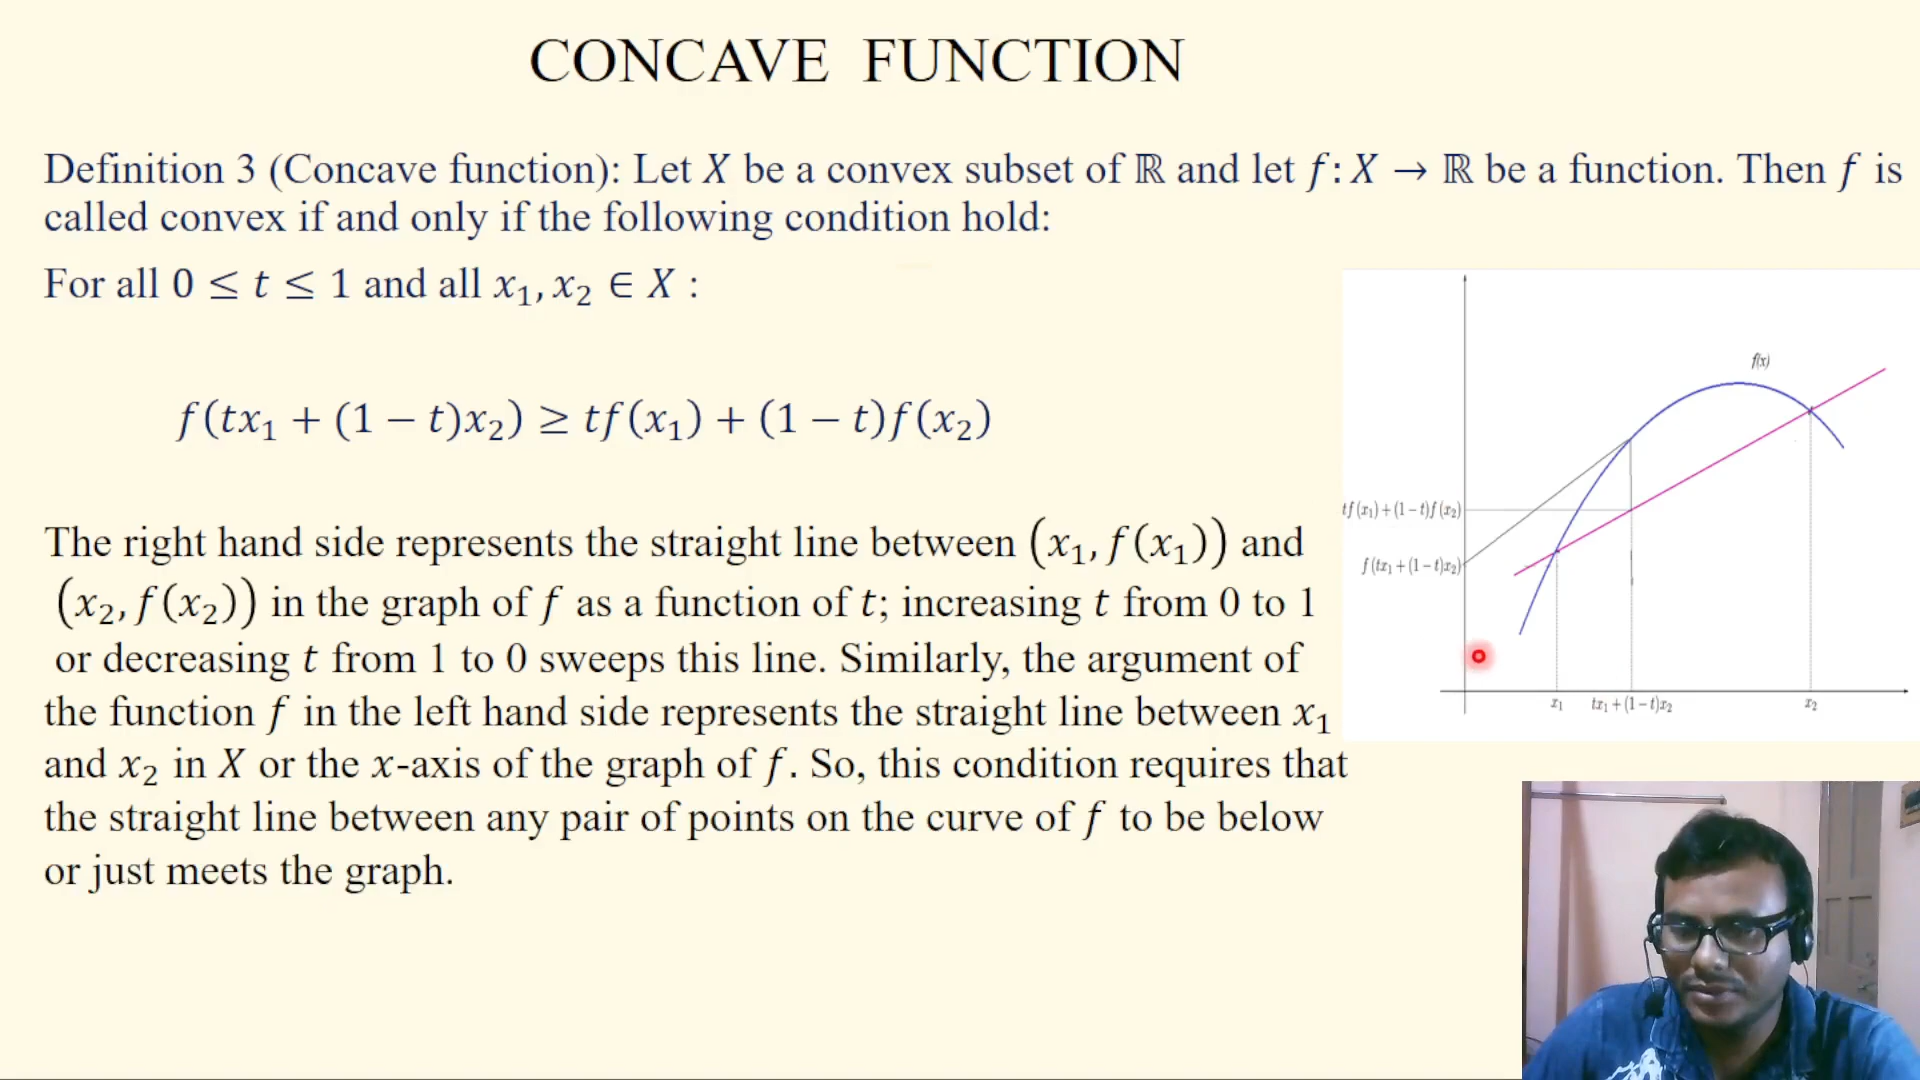 CONCAVE FUNCTION
Definition 3 (Concave function): Let X be a convex subset of ℝ and let f: X → ℝ be a function. Then f is
called convex if and only if the following condition hold:
For all 0 ≤ t ≤ 1 and all x₁, x₂ ∈ X :
f(tx₁ + (1 − t)x₂) ≥ tf(x₁) + (1 − t)f(x₂)
The right hand side represents the straight line between (x₁, f(x₁)) and
(x₂, f(x₂)) in the graph of f as a function of t; increasing t from 0 to 1
or decreasing t from 1 to 0 sweeps this line. Similarly, the argument of
the function f in the left hand side represents the straight line between x₁
and x₂ in X or the x-axis of the graph of f. So, this condition requires that
the straight line between any pair of points on the curve of f to be below
or just meets the graph.
f(x)
tf(x₁)+(1−t)f(x₂)
f(tx₁+(1−t)x₂)
x₁ tx₁+(1−t)x₂ x₂